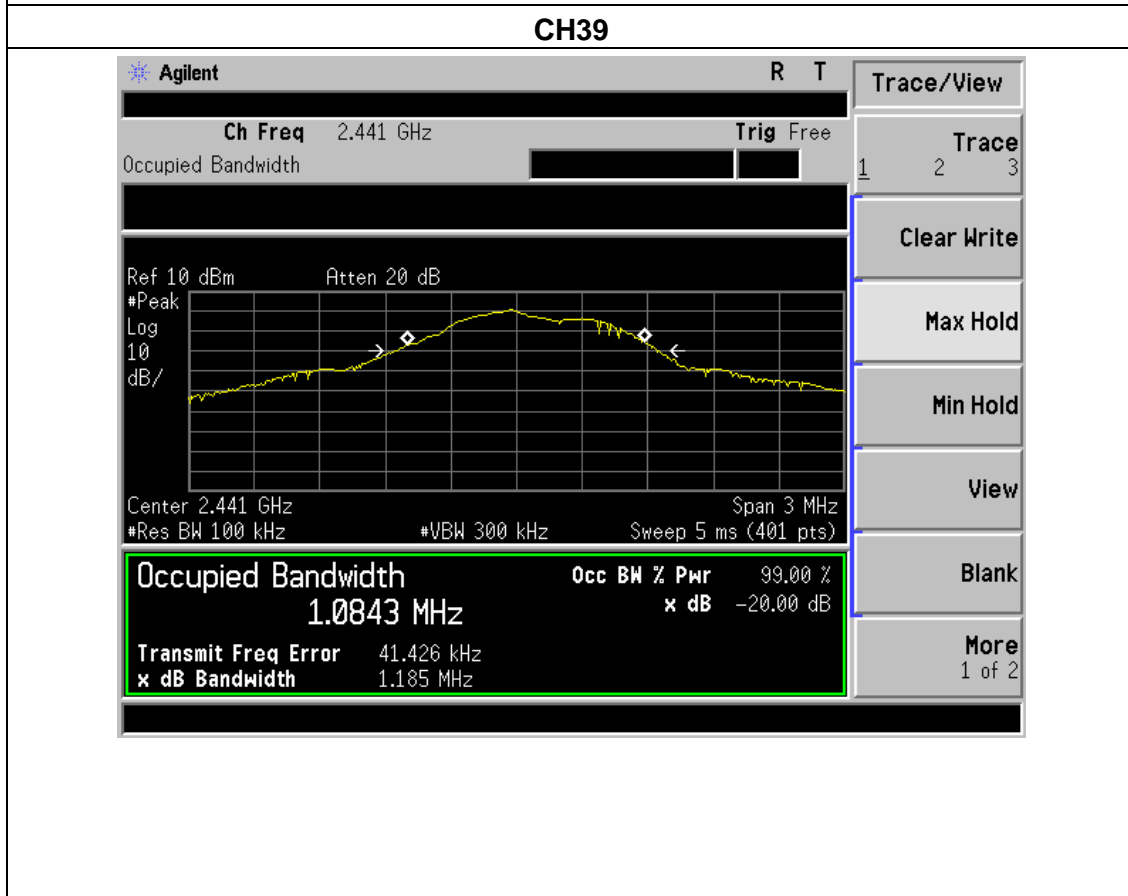 CH39
Agilent R T
Trace/View
Ch Freq 2.441 GHz Trig Free
Occupied Bandwidth
Trace
1 2 3
Clear Write
Ref 10 dBm Atten 20 dB
#Peak
Log
10
dB/
Max Hold
Min Hold
View
Center 2.441 GHz Span 3 MHz
#Res BW 100 kHz #VBW 300 kHz Sweep 5 ms (401 pts)
Occupied Bandwidth Occ BW % Pwr 99.00 %
1.0843 MHz x dB -20.00 dB
Blank
Transmit Freq Error 41.426 kHz
x dB Bandwidth 1.185 MHz
More
1 of 2